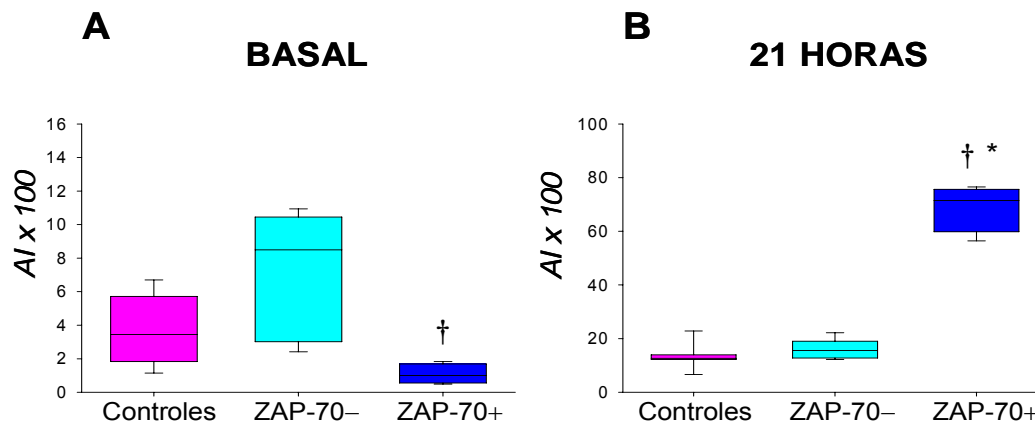 A
BASAL
AI x 100
16
14
12
10
8
6
4
2
0
†
Controles ZAP-70− ZAP-70+
B
21 HORAS
AI x 100
100
80
60
40
20
0
† *
Controles ZAP-70− ZAP-70+